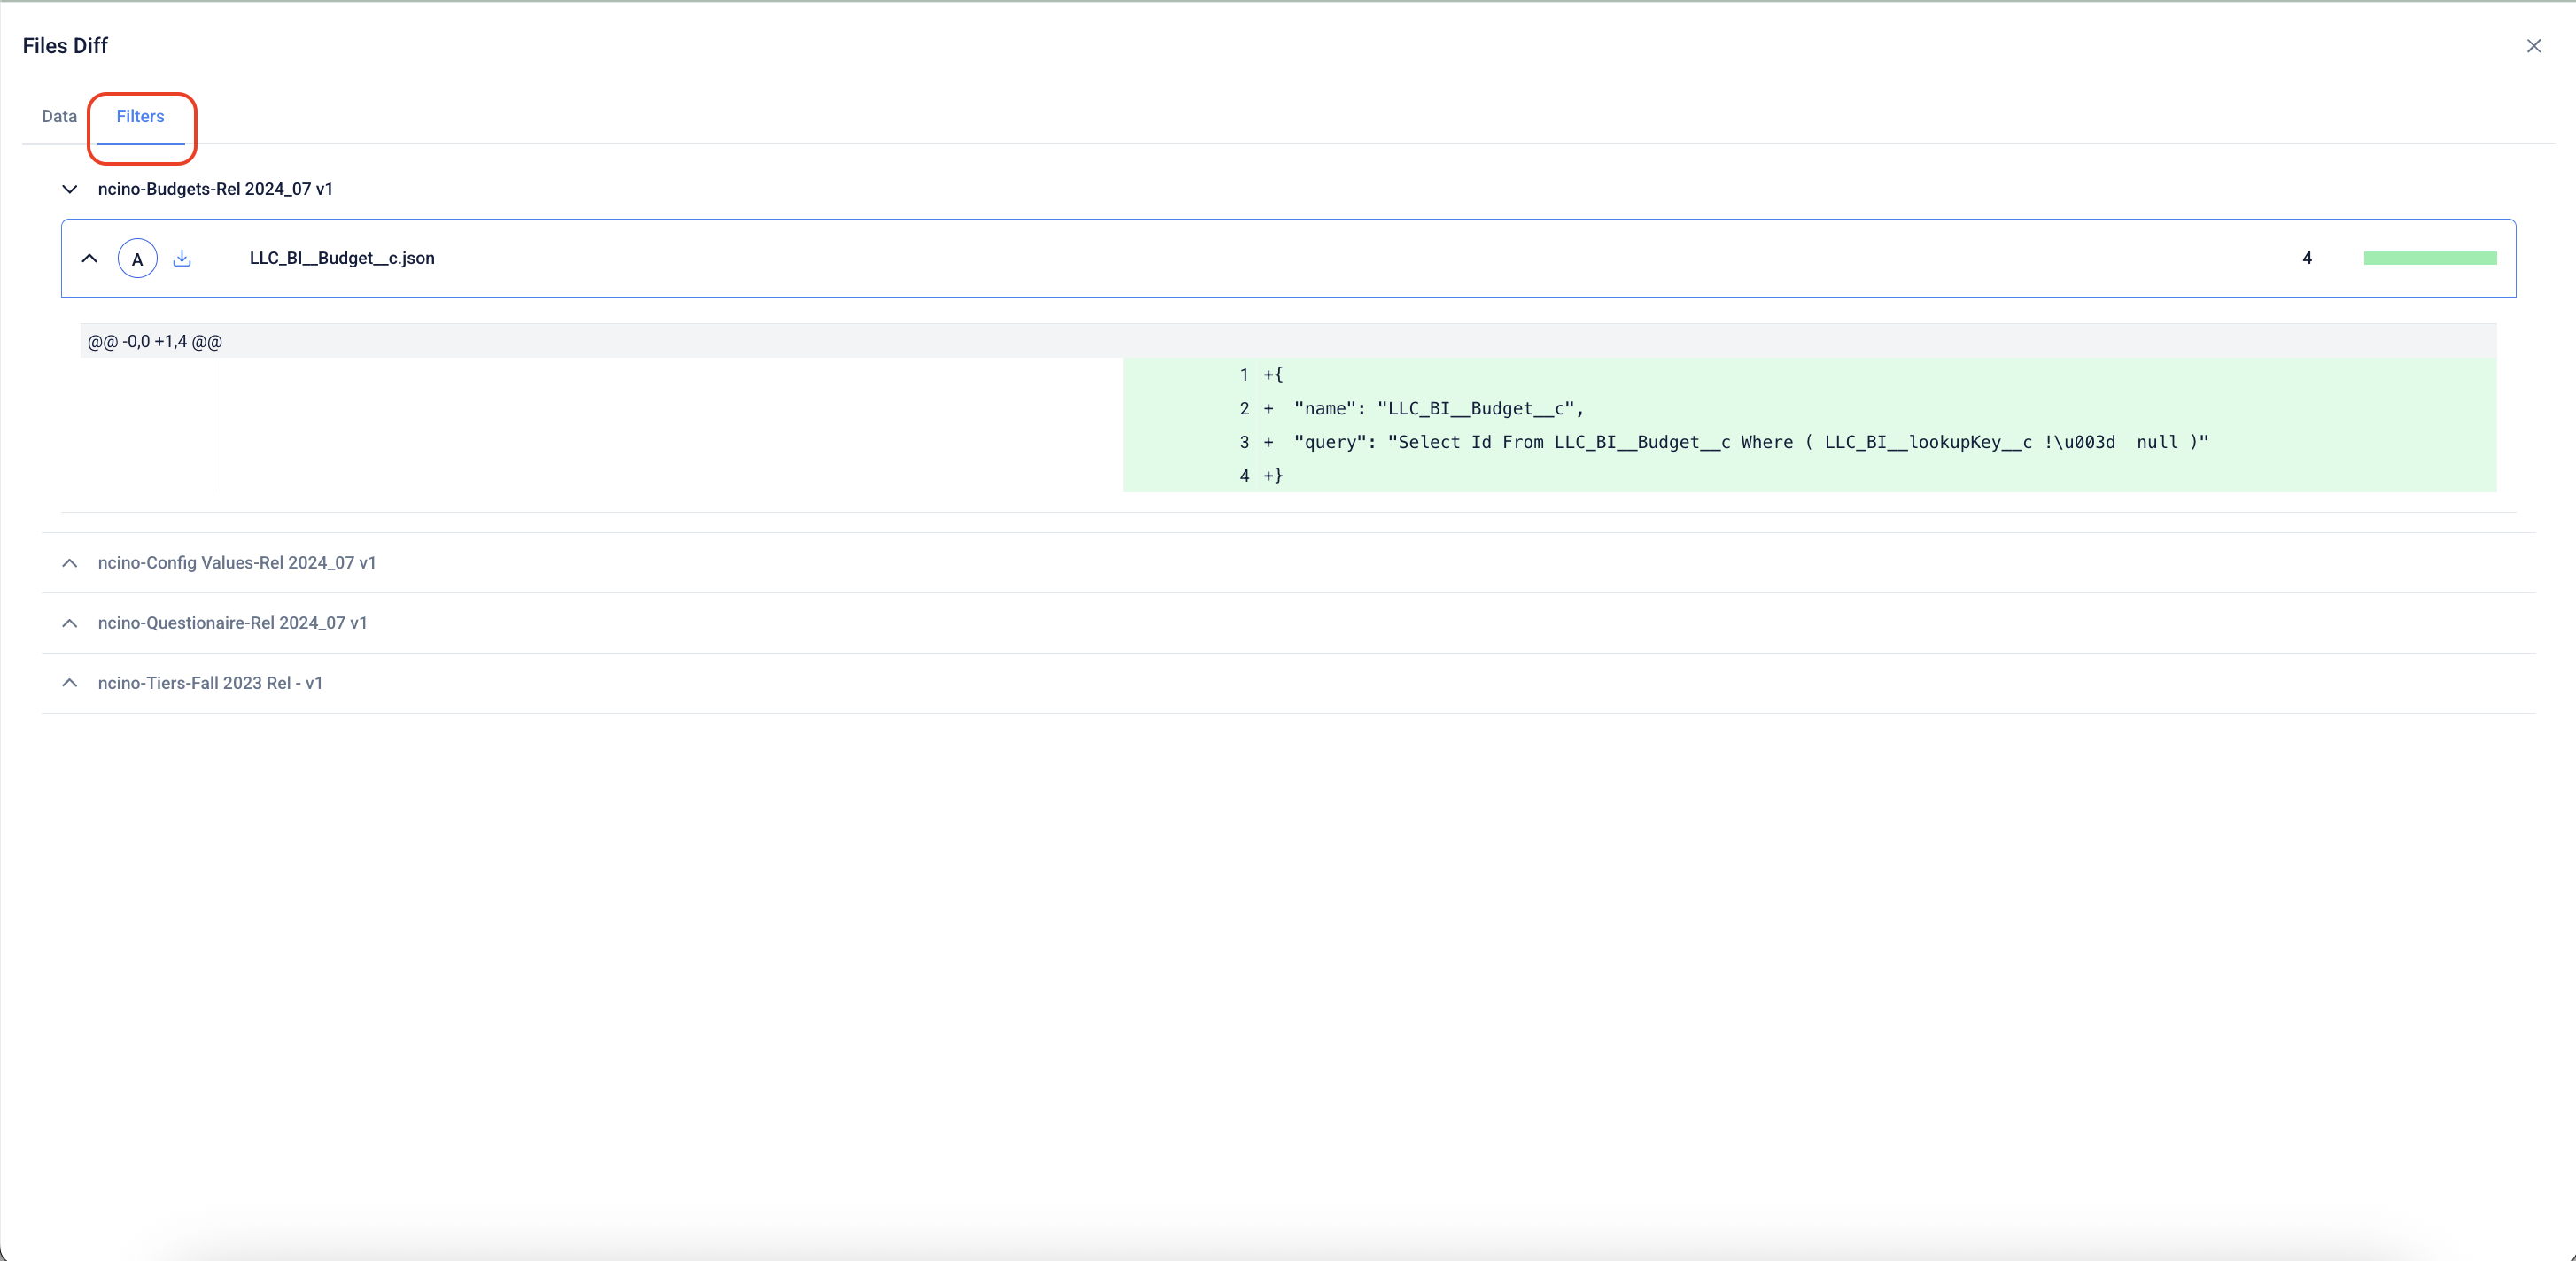 Files Diff
Data Filters
ncino-Budgets-Rel 2024_07 v1
A LLC_BI__Budget__c.json 4
@@ -0,0 +1,4 @@
1 +{
2 +  "name": "LLC_BI__Budget__c",
3 +  "query": "Select Id From LLC_BI__Budget__c Where ( LLC_BI__lookupKey__c !\u003d  null )"
4 +}
ncino-Config Values-Rel 2024_07 v1
ncino-Questionaire-Rel 2024_07 v1
ncino-Tiers-Fall 2023 Rel - v1